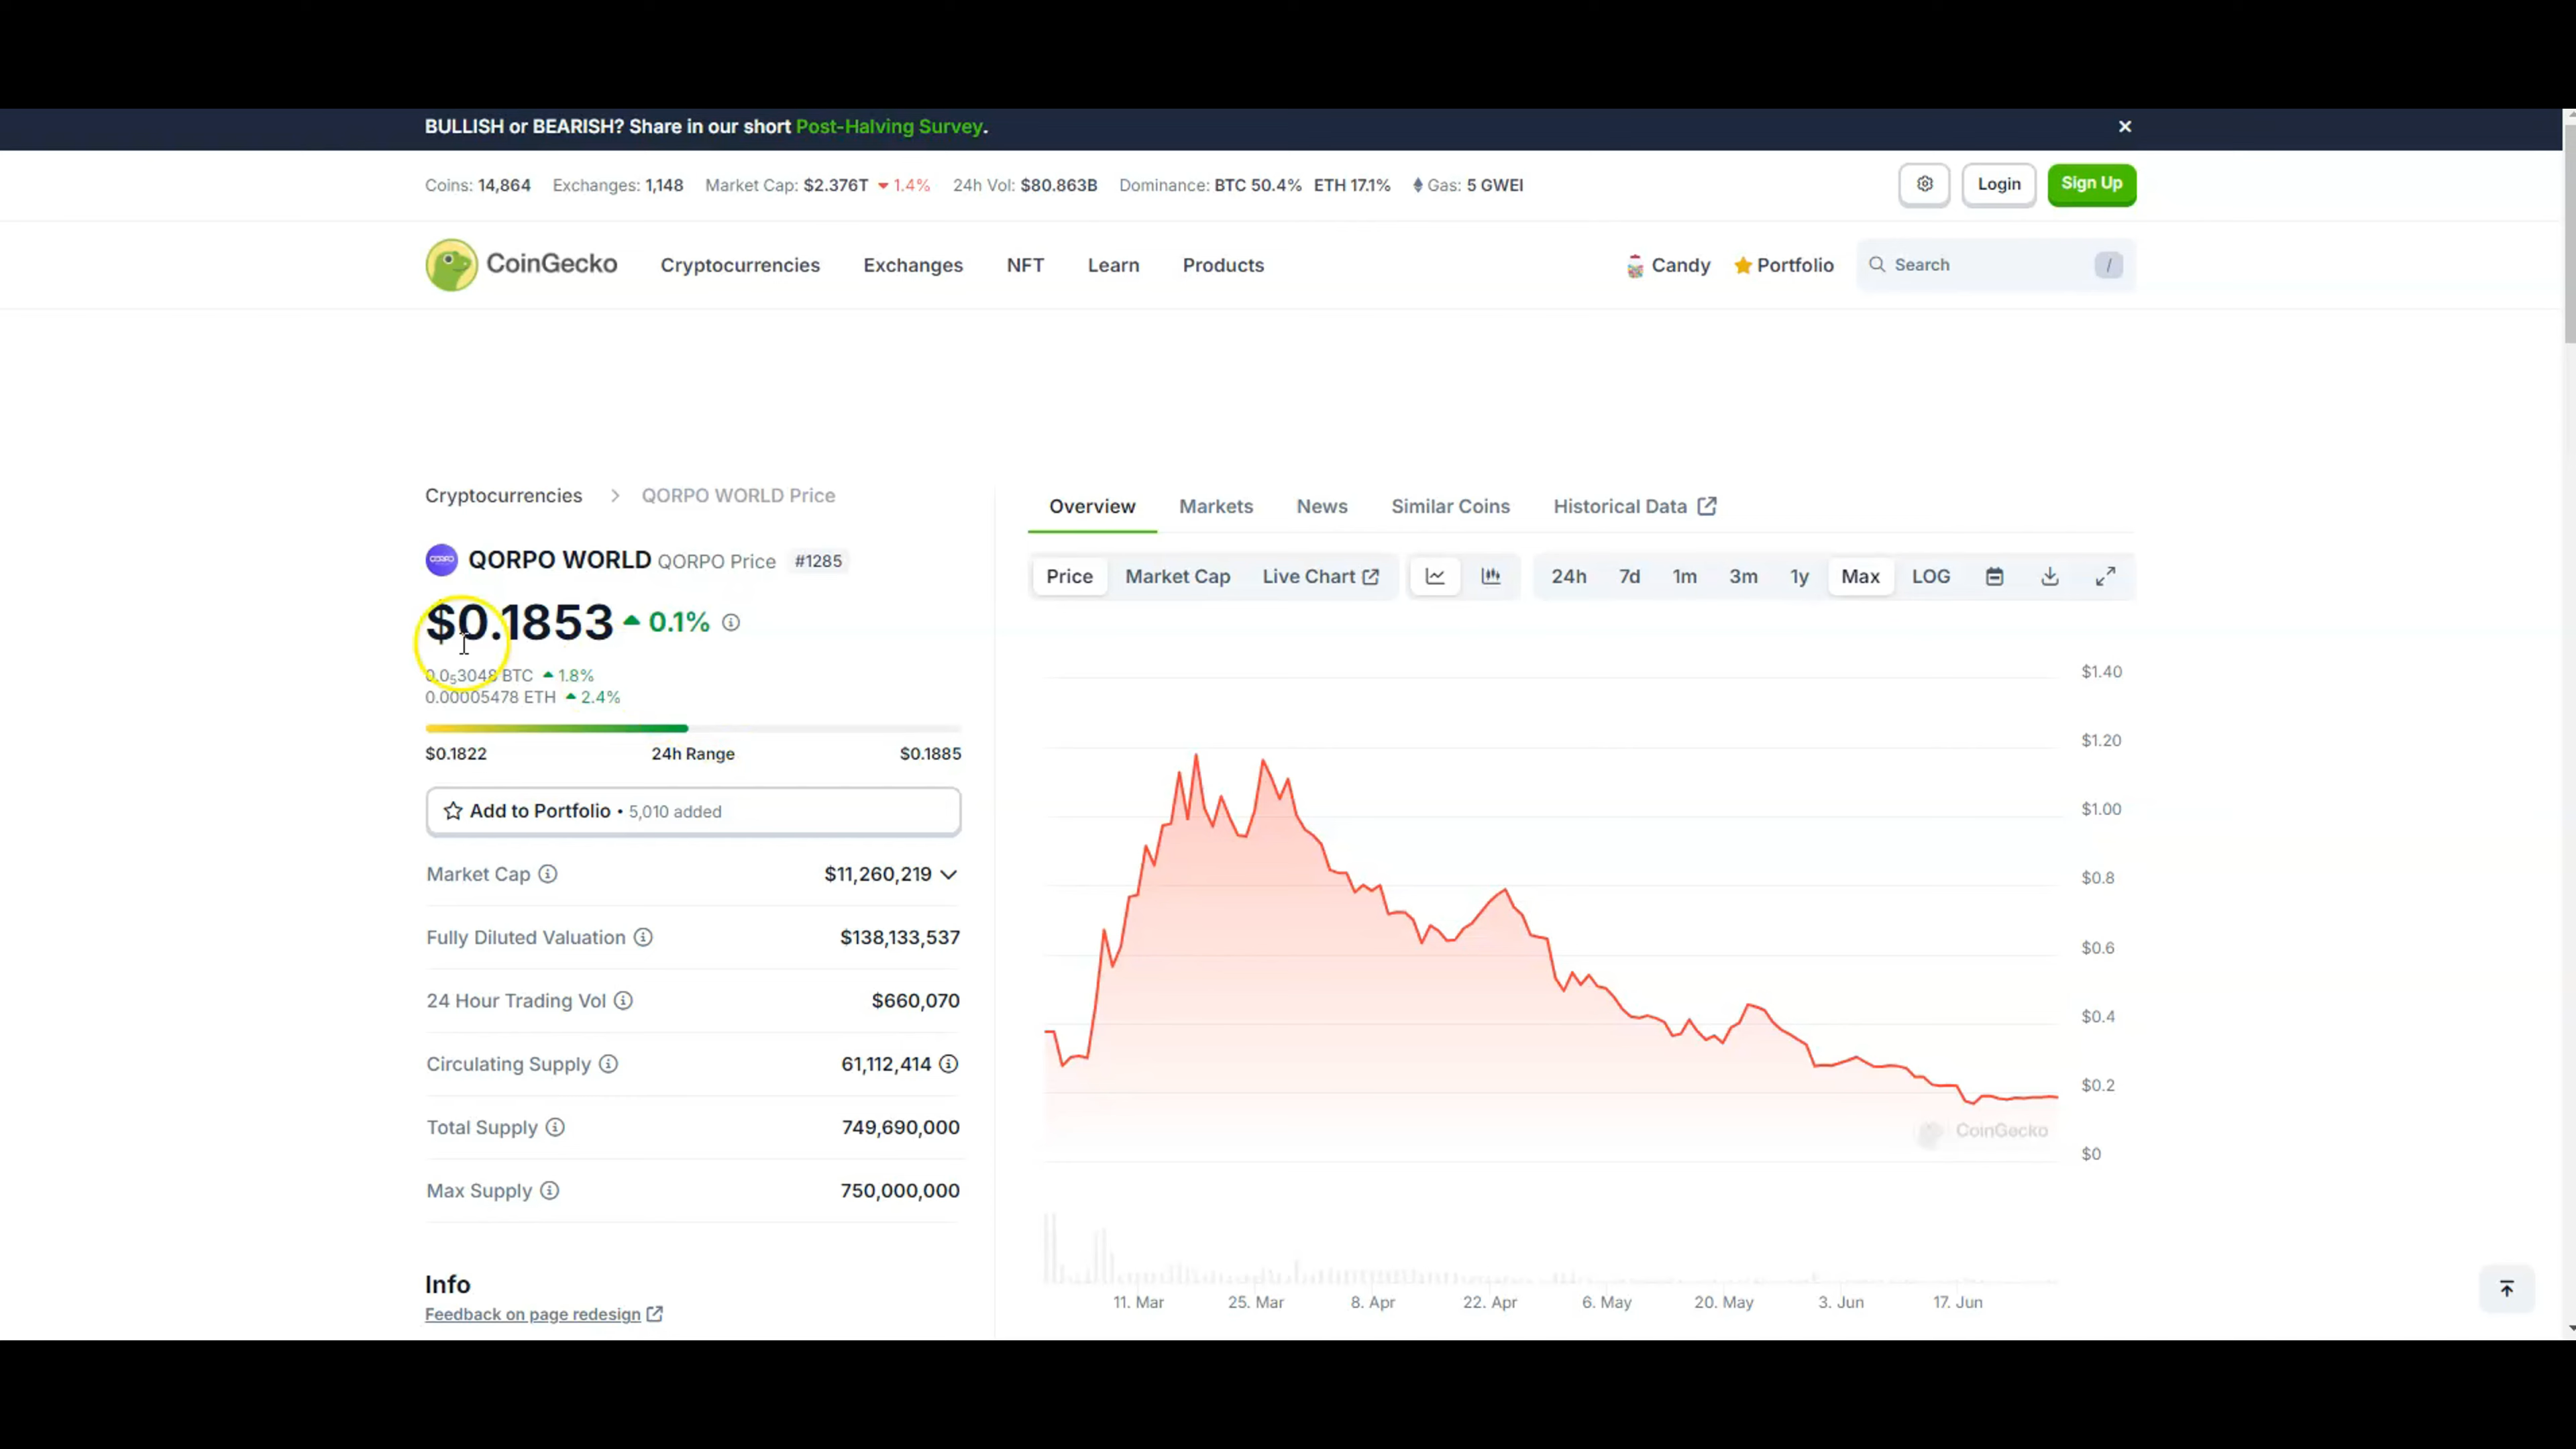 BULLISH or BEARISH? Share in our short Post-Halving Survey.
Coins: 14,864 Exchanges: 1,148 Market Cap: $2.376T 1.4% 24h Vol: $80.863B Dominance: BTC 50.4% ETH 17.1% Gas: 5 GWEI
Login
Sign Up
CoinGecko
Cryptocurrencies Exchanges NFT Learn Products
Candy Portfolio Search /
Cryptocurrencies > QORPO WORLD Price
QORPO WORLD QORPO Price #1285
$0.1853 0.1%
0.0₅3048 BTC 1.8%
0.00005478 ETH 2.4%
$0.1822 24h Range $0.1885
Add to Portfolio • 5,010 added
Market Cap $11,260,219
Fully Diluted Valuation $138,133,537
24 Hour Trading Vol $660,070
Circulating Supply 61,112,414
Total Supply 749,690,000
Max Supply 750,000,000
Info
Feedback on page redesign
Overview Markets News Similar Coins Historical Data
Price Market Cap Live Chart 24h 7d 1m 3m 1y Max LOG
$1.40
$1.20
$1.00
$0.8
$0.6
$0.4
$0.2
CoinGecko
$0
11. Mar 25. Mar 8. Apr 22. Apr 6. May 20. May 3. Jun 17. Jun